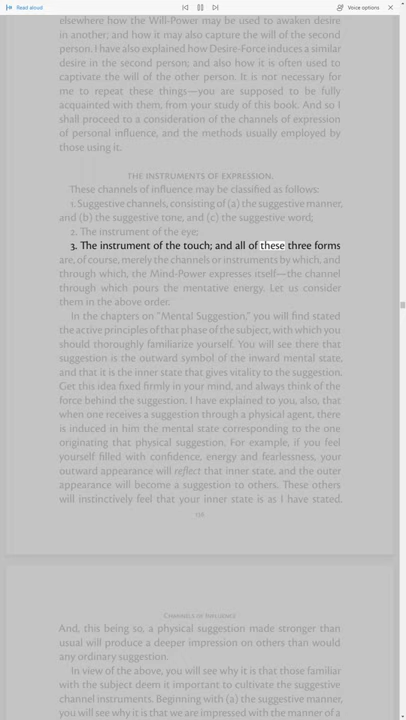 Read aloud
Voice options
elsewhere how the Will-Power may be used to awaken desire
in another; and how it may also capture the will of the second
person. I have also explained how Desire-Force induces a similar
desire in the second person; and also how it is often used to
captivate the will of the other person. It is not necessary for
me to repeat these things—you are supposed to be fully
acquainted with them, from your study of this book. And so I
shall proceed to a consideration of the channels of expression
of personal influence, and the methods usually employed by
those using it.
THE INSTRUMENTS OF EXPRESSION.
These channels of influence may be classified as follows:
1. Suggestive channels, consisting of (a) the suggestive manner,
and (b) the suggestive tone, and (c) the suggestive word;
2. The instrument of the eye;
3. The instrument of the touch; and all of these three forms
are, of course, merely the channels or instruments by which, and
through which, the Mind-Power expresses itself—the channel
through which pours the mentative energy. Let us consider
them in the above order.
In the chapters on "Mental Suggestion," you will find stated
the active principles of that phase of the subject, with which you
should thoroughly familiarize yourself. You will see there that
suggestion is the outward symbol of the inward mental state,
and that it is the inner state that gives vitality to the suggestion.
Get this idea fixed firmly in your mind, and always think of the
force behind the suggestion. I have explained to you, also, that
when one receives a suggestion through a physical agent, there
is induced in him the mental state corresponding to the one
originating that physical suggestion. For example, if you feel
yourself filled with confidence, energy and fearlessness, your
outward appearance will reflect that inner state, and the outer
appearance will become a suggestion to others. These others
will instinctively feel that your inner state is as I have stated.
CHANNELS OF INFLUENCE
And, this being so, a physical suggestion made stronger than
usual will produce a deeper impression on others than would
any ordinary suggestion.
In view of the above, you will see why it is that those familiar
with the subject deem it important to cultivate the suggestive
channel instruments. Beginning with (a) the suggestive manner,
you will see why it is that we are impressed with the manner of a